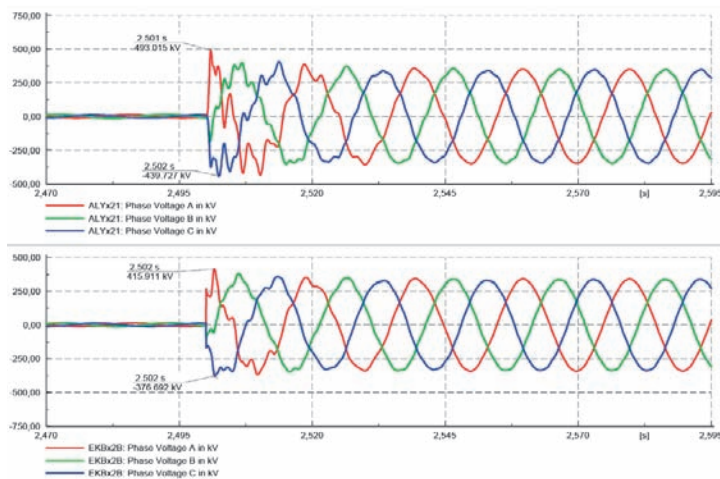 750,00
2.501 s
493.015 kV
500,00
250,00
0,00
-250,00
2.502 s
-439.727 kV
-500,00
2,470 2,495 2,520 2,545 2,570 [s] 2,595
ALYx21: Phase Voltage A in kV
ALYx21: Phase Voltage B in kV
ALYx21: Phase Voltage C in kV
500,00
2.502 s
415.911 kV
250,00
0,00
-250,00
2.502 s
-376.692 kV
-500,00
-750,00
2,470 2,495 2,520 2,545 2,570 [s] 2,595
EKBx2B: Phase Voltage A in kV
EKBx2B: Phase Voltage B in kV
EKBx2B: Phase Voltage C in kV